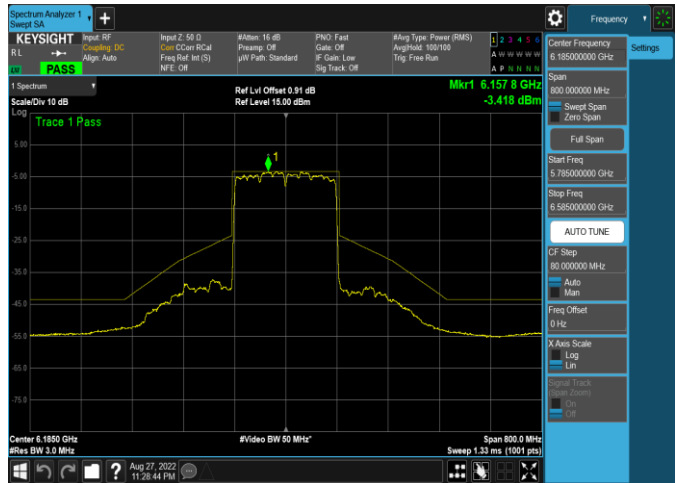 Spectrum Analyzer 1
Swept SA
Frequency
KEYSIGHT
RL
LW
PASS
Input: RF
Coupling: DC
Align: Auto
Input Z: 50 Ω
Corr CCorr RCal
Freq Ref: Int (S)
NFE: Off
#Atten: 16 dB
Preamp: Off
µW Path: Standard
PNO: Fast
Gate: Off
IF Gain: Low
Sig Track: Off
#Avg Type: Power (RMS)
Avg|Hold: 100/100
Trig: Free Run
1 2 3 4 5 6
A W W W W W
A P N N N N
1 Spectrum
Scale/Div 10 dB
Log
Ref Lvl Offset 0.91 dB
Ref Level 15.00 dBm
Mkr1 6.157 8 GHz
-3.418 dBm
Trace 1 Pass
1
5.00
-5.00
-15.0
-25.0
-35.0
-45.0
-55.0
-65.0
-75.0
Center 6.1850 GHz
#Res BW 3.0 MHz
#Video BW 50 MHz*
Span 800.0 MHz
Sweep 1.33 ms (1001 pts)
Aug 27, 2022
11:28:44 PM
Settings
Center Frequency
6.185000000 GHz
Span
800.000000 MHz
Swept Span
Zero Span
Full Span
Start Freq
5.785000000 GHz
Stop Freq
6.585000000 GHz
AUTO TUNE
CF Step
80.000000 MHz
Auto
Man
Freq Offset
0 Hz
X Axis Scale
Log
Lin
Signal Track
(Span Zoom)
On
Off